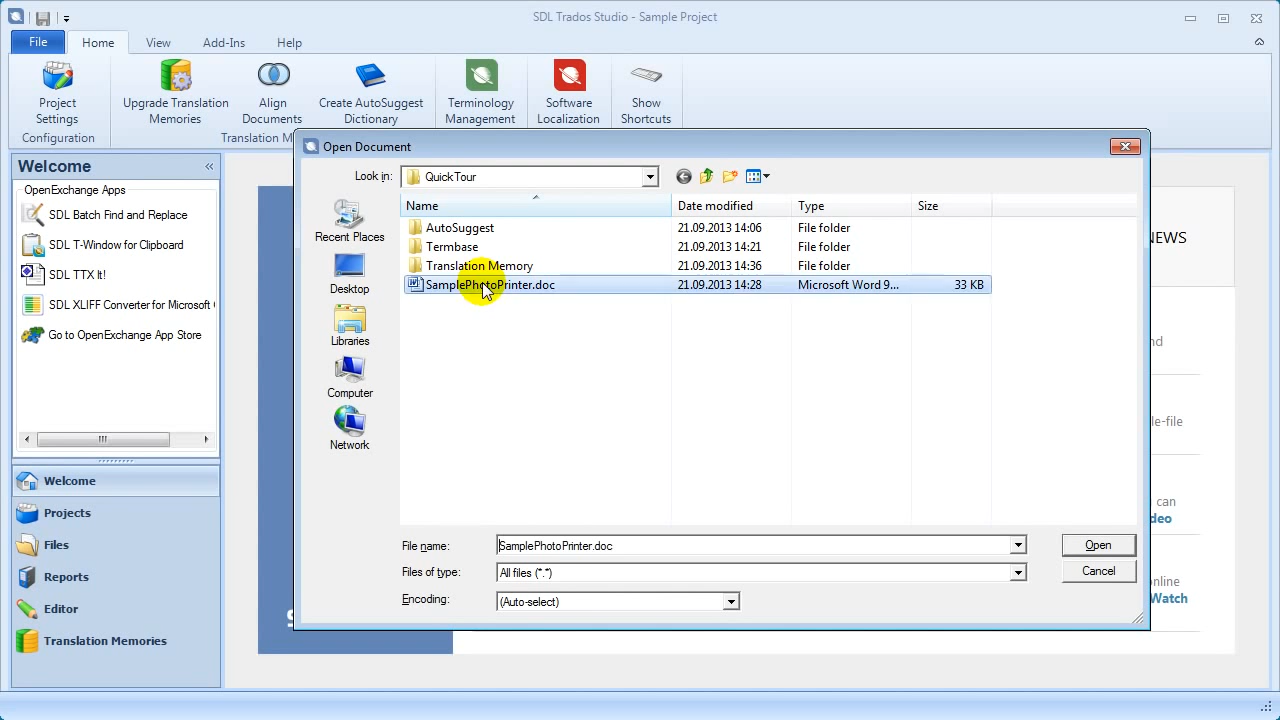 SDL Trados Studio - Sample Project
File
Home
View
Add-Ins
Help
Project
Settings
Upgrade Translation
Memories
Align
Documents
Create AutoSuggest
Dictionary
Terminology
Management
Software
Localization
Show
Shortcuts
Configuration
Translation M
Welcome
OpenExchange Apps
SDL Batch Find and Replace
SDL T-Window for Clipboard
SDL TTX It!
SDL XLIFF Converter for Microsoft
Go to OpenExchange App Store
Welcome
Projects
Files
Reports
Editor
Translation Memories
Open Document
Look in:
QuickTour
Recent Places
Desktop
Libraries
Computer
Network
Name Date modified Type Size
AutoSuggest 21.09.2013 14:06 File folder
Termbase 21.09.2013 14:21 File folder
Translation Memory 21.09.2013 14:36 File folder
SamplePhotoPrinter.doc 21.09.2013 14:28 Microsoft Word 9... 33 KB
File name: SamplePhotoPrinter.doc Open
Files of type: All files (*.*) Cancel
Encoding: (Auto-select)
NEWS
nd
le-file
can
deo
online
Watch